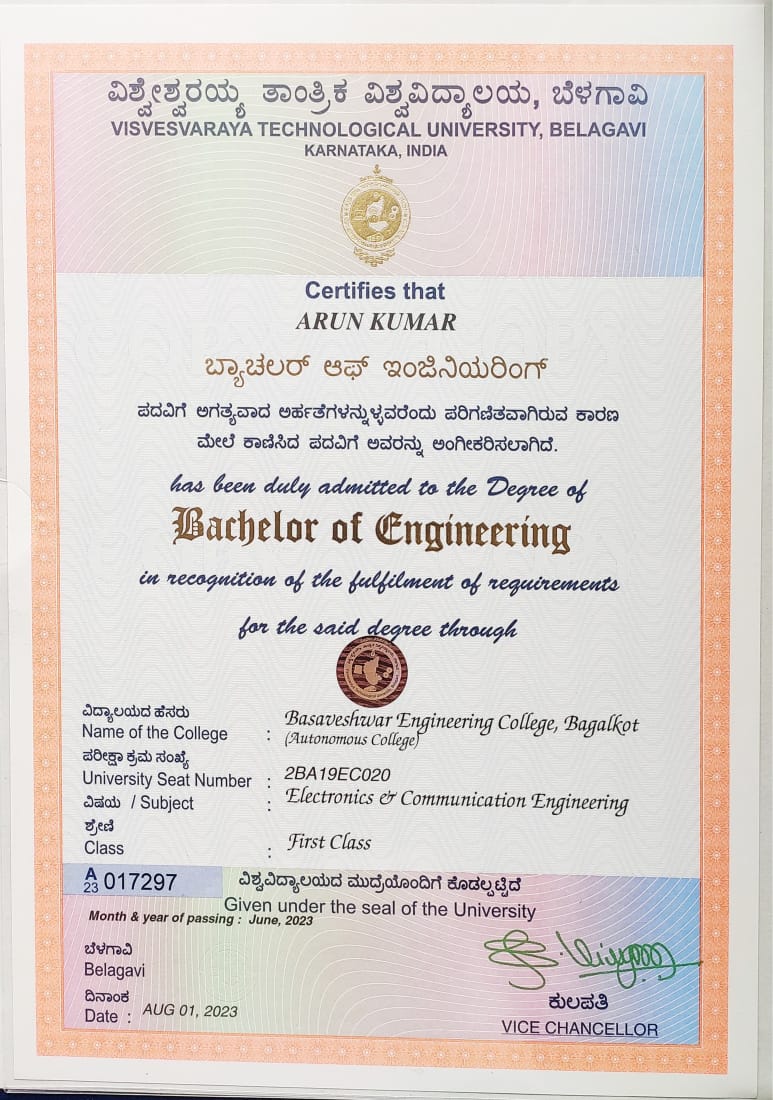 ವಿಶ್ವೇಶ್ವರಯ್ಯ ತಾಂತ್ರಿಕ ವಿಶ್ವವಿದ್ಯಾಲಯ, ಬೆಳಗಾವಿ
VISVESVARAYA TECHNOLOGICAL UNIVERSITY, BELAGAVI
KARNATAKA, INDIA
Certifies that
ARUN KUMAR
ಬ್ಯಾಚಲರ್ ಆಫ್ ಇಂಜಿನಿಯರಿಂಗ್
ಪದವಿಗೆ ಅಗತ್ಯವಾದ ಅರ್ಹತೆಗಳನ್ನುಳ್ಳವರೆಂದು ಪರಿಗಣಿತವಾಗಿರುವ ಕಾರಣ
ಮೇಲೆ ಕಾಣಿಸಿದ ಪದವಿಗೆ ಅವರನ್ನು ಅಂಗೀಕರಿಸಲಾಗಿದೆ.
has been duly admitted to the Degree of
Bachelor of Engineering
in recognition of the fulfilment of requirements
for the said degree through
ವಿದ್ಯಾಲಯದ ಹೆಸರು
Name of the College : Basaveshwar Engineering College, Bagalkot
(Autonomous College)
ಪರೀಕ್ಷಾ ಕ್ರಮ ಸಂಖ್ಯೆ
University Seat Number : 2BA19EC020
ವಿಷಯ / Subject : Electronics & Communication Engineering
ಶ್ರೇಣಿ
Class : First Class
A 23 017297
ವಿಶ್ವವಿದ್ಯಾಲಯದ ಮುದ್ರೆಯೊಂದಿಗೆ ಕೊಡಲ್ಪಟ್ಟಿದೆ
Given under the seal of the University
Month & year of passing : June, 2023
ಬೆಳಗಾವಿ
Belagavi
ದಿನಾಂಕ
Date : AUG 01, 2023
ಕುಲಪತಿ
VICE CHANCELLOR